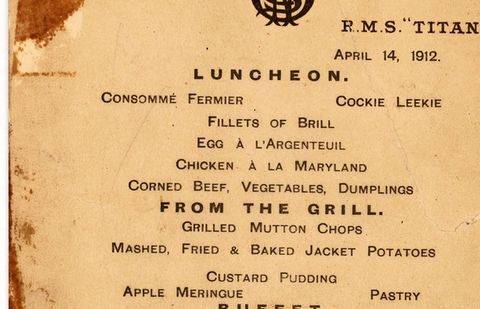 R.M.S. "TITAN
APRIL 14, 1912.
LUNCHEON.
CONSOMMÉ FERMIER COCKIE LEEKIE
FILLETS OF BRILL
EGG À L'ARGENTEUIL
CHICKEN À LA MARYLAND
CORNED BEEF, VEGETABLES, DUMPLINGS
FROM THE GRILL.
GRILLED MUTTON CHOPS
MASHED, FRIED & BAKED JACKET POTATOES
CUSTARD PUDDING
APPLE MERINGUE PASTRY
BUFFET